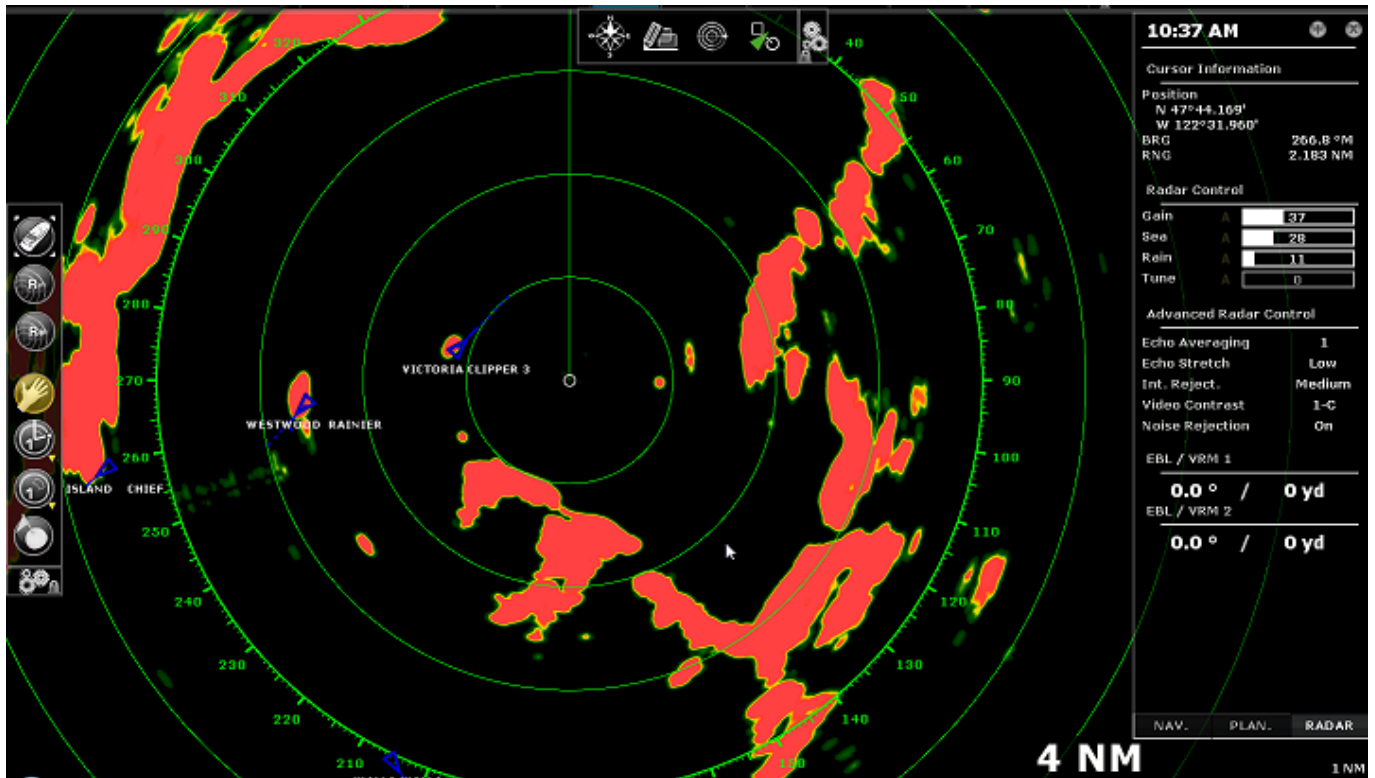 10:37 AM
Cursor Information
Position
N 47°44.169'
W 122°31.960'
BRG 266.8 °M
RNG 2.183 NM
Radar Control
Gain A 37
Sea A 28
Rain A 11
Tune A 0
Advanced Radar Control
Echo Averaging 1
Echo Stretch Low
Int. Reject. Medium
Video Contrast 1-C
Noise Rejection On
EBL / VRM 1
0.0 ° / 0 yd
EBL / VRM 2
0.0 ° / 0 yd
NAV. PLAN. RADAR
4 NM
1 NM
N
S
320
40
310
50
300
60
290
70
280
80
270
90
260
100
250
110
240
120
230
130
220
140
210
150
VICTORIA CLIPPER 3
WESTWOOD RAINIER
ISLAND CHIEF
R-
R+
1
1